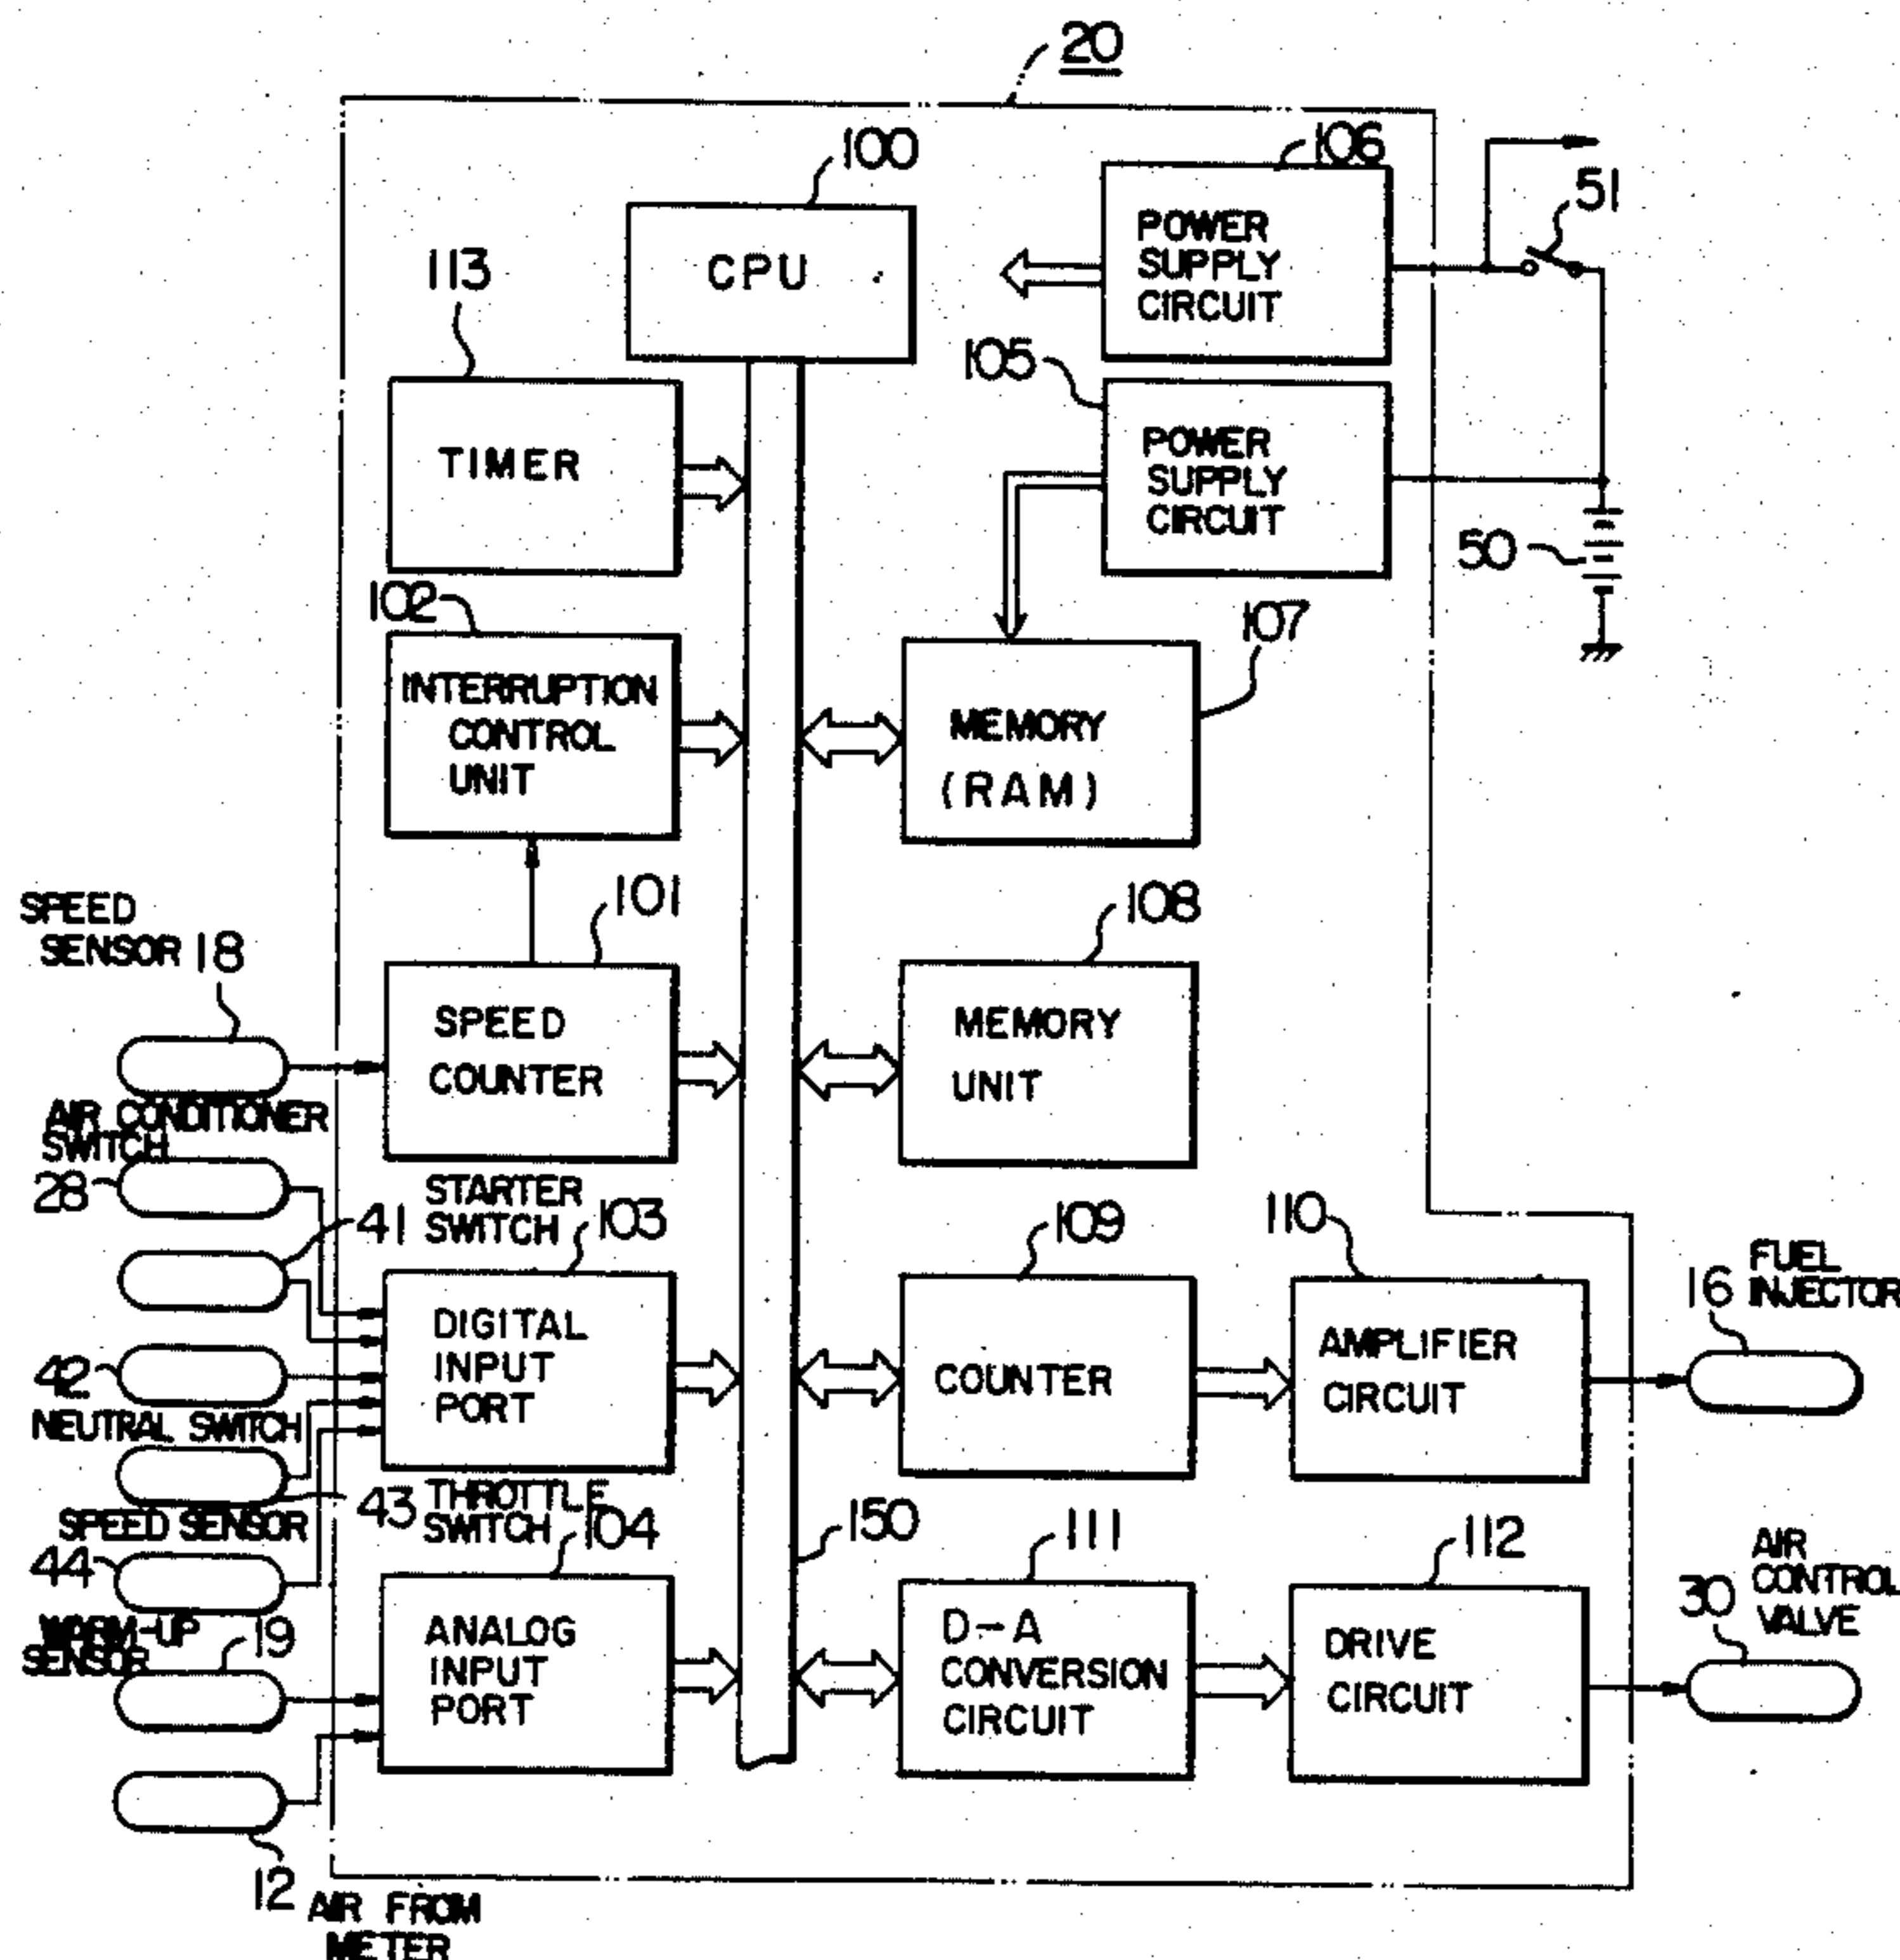 20
100
CPU
106
POWER
SUPPLY
CIRCUIT
51
113
TIMER
105
POWER
SUPPLY
CIRCUIT
50
102
INTERRUPTION
CONTROL
UNIT
107
MEMORY
(RAM)
SPEED
SENSOR 18
101
SPEED
COUNTER
108
MEMORY
UNIT
AIR CONDITIONER
SWITCH
28
41 STARTER
SWITCH
103
DIGITAL
INPUT
PORT
109
COUNTER
110
AMPLIFIER
CIRCUIT
16 FUEL
INJECTOR
42
NEUTRAL SWITCH
43 THROTTLE
SWITCH
SPEED SENSOR
44
104
ANALOG
INPUT
PORT
150
111
D-A
CONVERSION
CIRCUIT
112
DRIVE
CIRCUIT
30 AIR
CONTROL
VALVE
WARM-UP
SENSOR
19
12 AIR FROM
METER